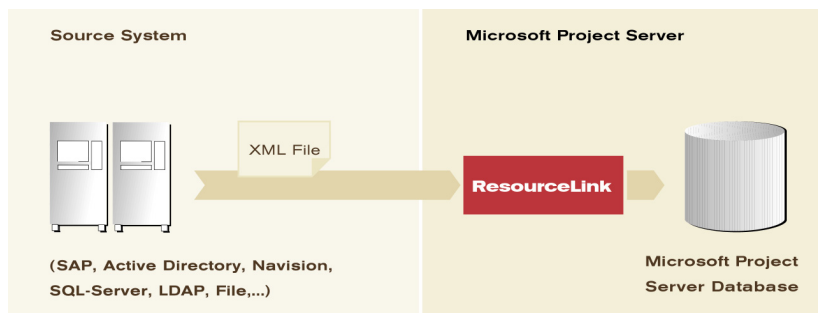 Source System
Microsoft Project Server
XML File
ResourceLink
(SAP, Active Directory, Navision,
SQL-Server, LDAP, File,...)
Microsoft Project
Server Database